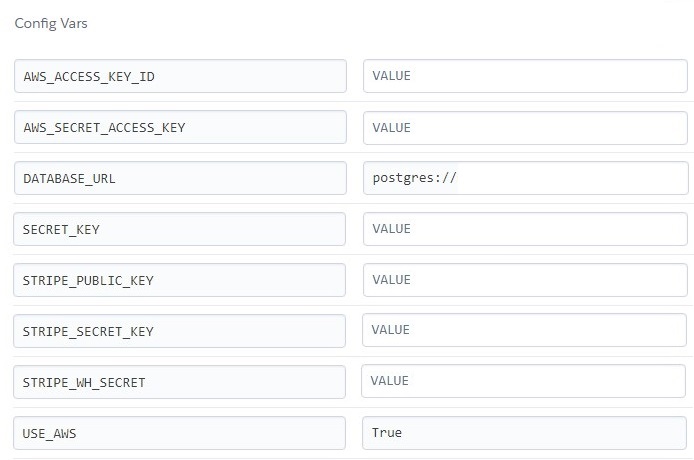 Config Vars
AWS_ACCESS_KEY_ID VALUE
AWS_SECRET_ACCESS_KEY VALUE
DATABASE_URL postgres://
SECRET_KEY VALUE
STRIPE_PUBLIC_KEY VALUE
STRIPE_SECRET_KEY VALUE
STRIPE_WH_SECRET VALUE
USE_AWS True